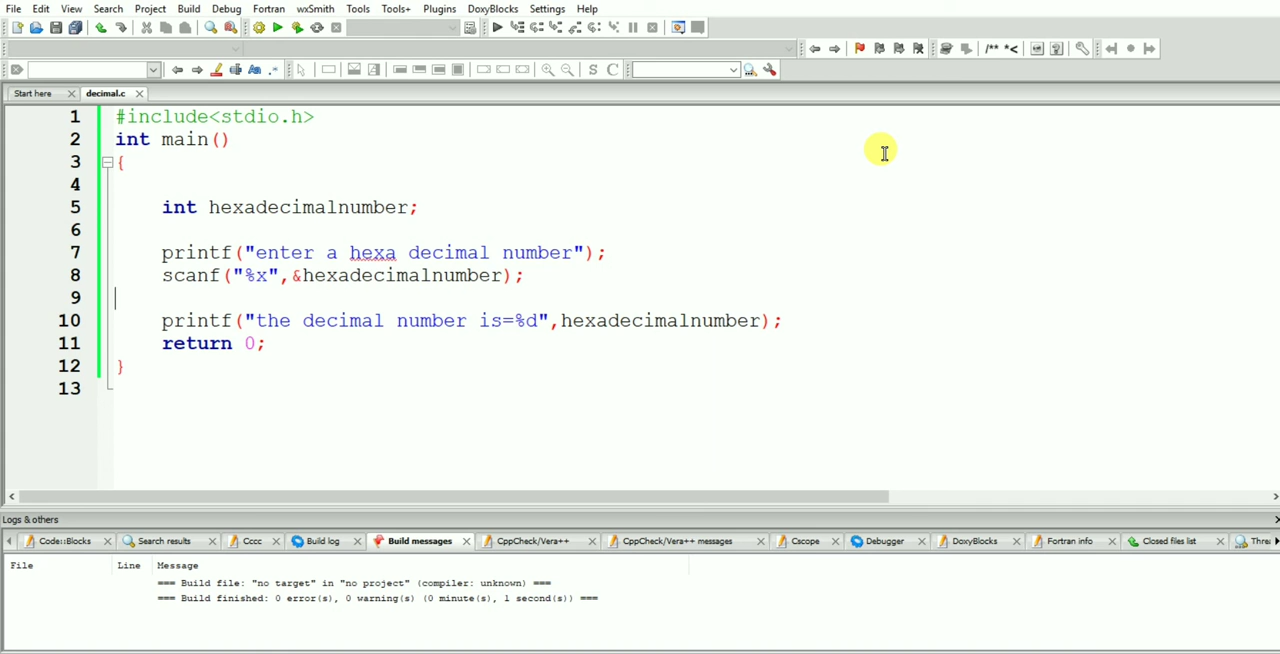 File Edit View Search Project Build Debug Fortran wxSmith Tools Tools+ Plugins DoxyBlocks Settings Help
/** *<
S C
Start here decimal.c
1 #include<stdio.h>
2 int main()
3 {
4
5 int hexadecimalnumber;
6
7 printf("enter a hexa decimal number");
8 scanf("%x",&hexadecimalnumber);
9
10 printf("the decimal number is=%d",hexadecimalnumber);
11 return 0;
12 }
13
Logs & others
Code::Blocks Search results Cccc Build log Build messages CppCheck/Vera++ CppCheck/Vera++ messages Cscope Debugger DoxyBlocks Fortran info Closed files list Threa
File Line Message
=== Build file: "no target" in "no project" (compiler: unknown) ===
=== Build finished: 0 error(s), 0 warning(s) (0 minute(s), 1 second(s)) ===